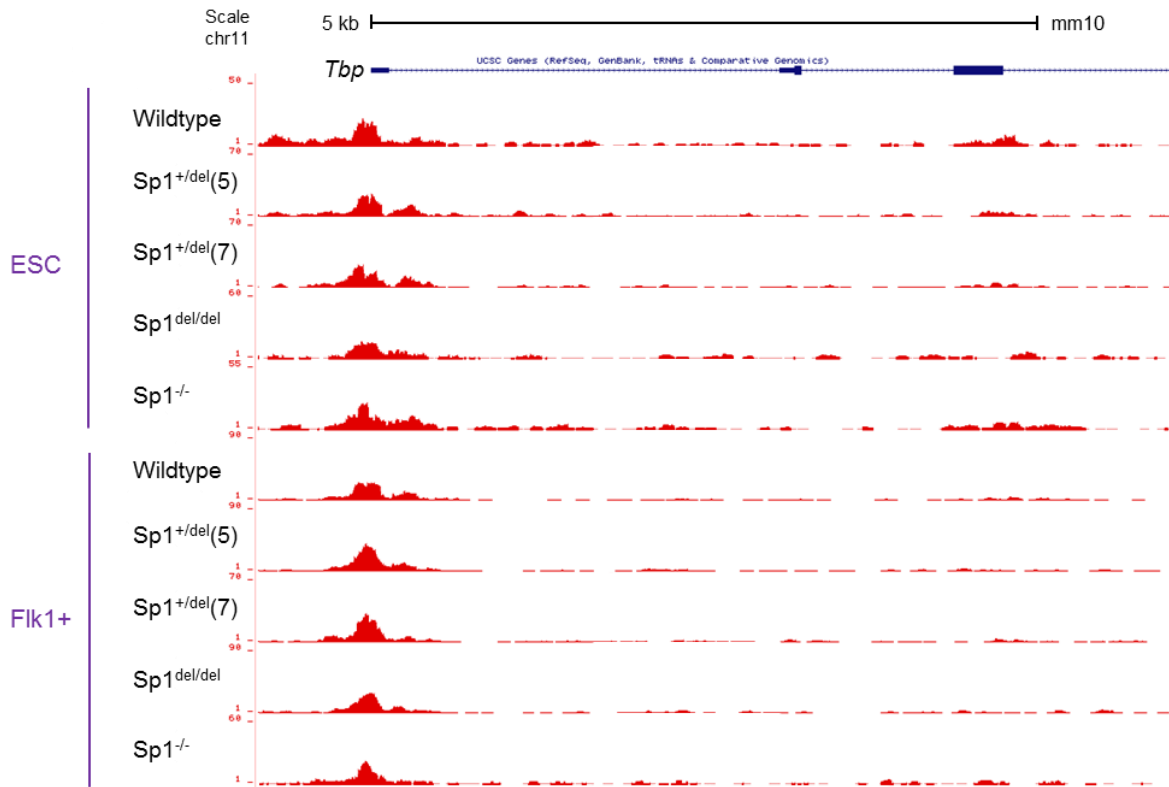 Scale
chr11
5 kb
mm10
UCSC Genes (RefSeq, GenBank, tRNAs & Comparative Genomics)
Tbp
ESC
50
Wildtype
1
70
Sp1+/del(5)
1
70
Sp1+/del(7)
1
60
Sp1del/del
1
55
Sp1-/-
1
90
Flk1+
Wildtype
1
90
Sp1+/del(5)
1
70
Sp1+/del(7)
1
90
Sp1del/del
1
60
Sp1-/-
1